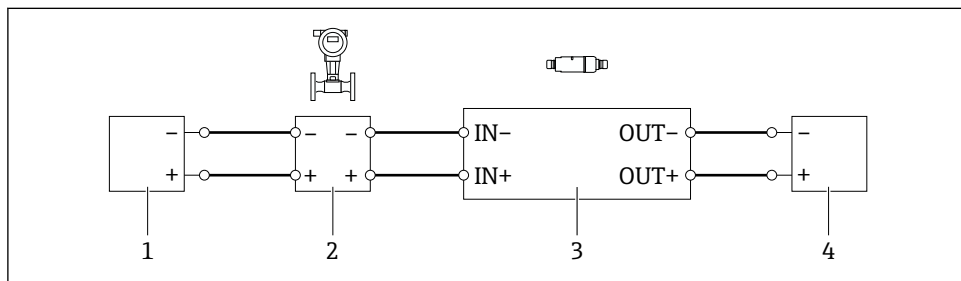 − − − IN− OUT− −
+ + + IN+ OUT+ +
1 2 3 4